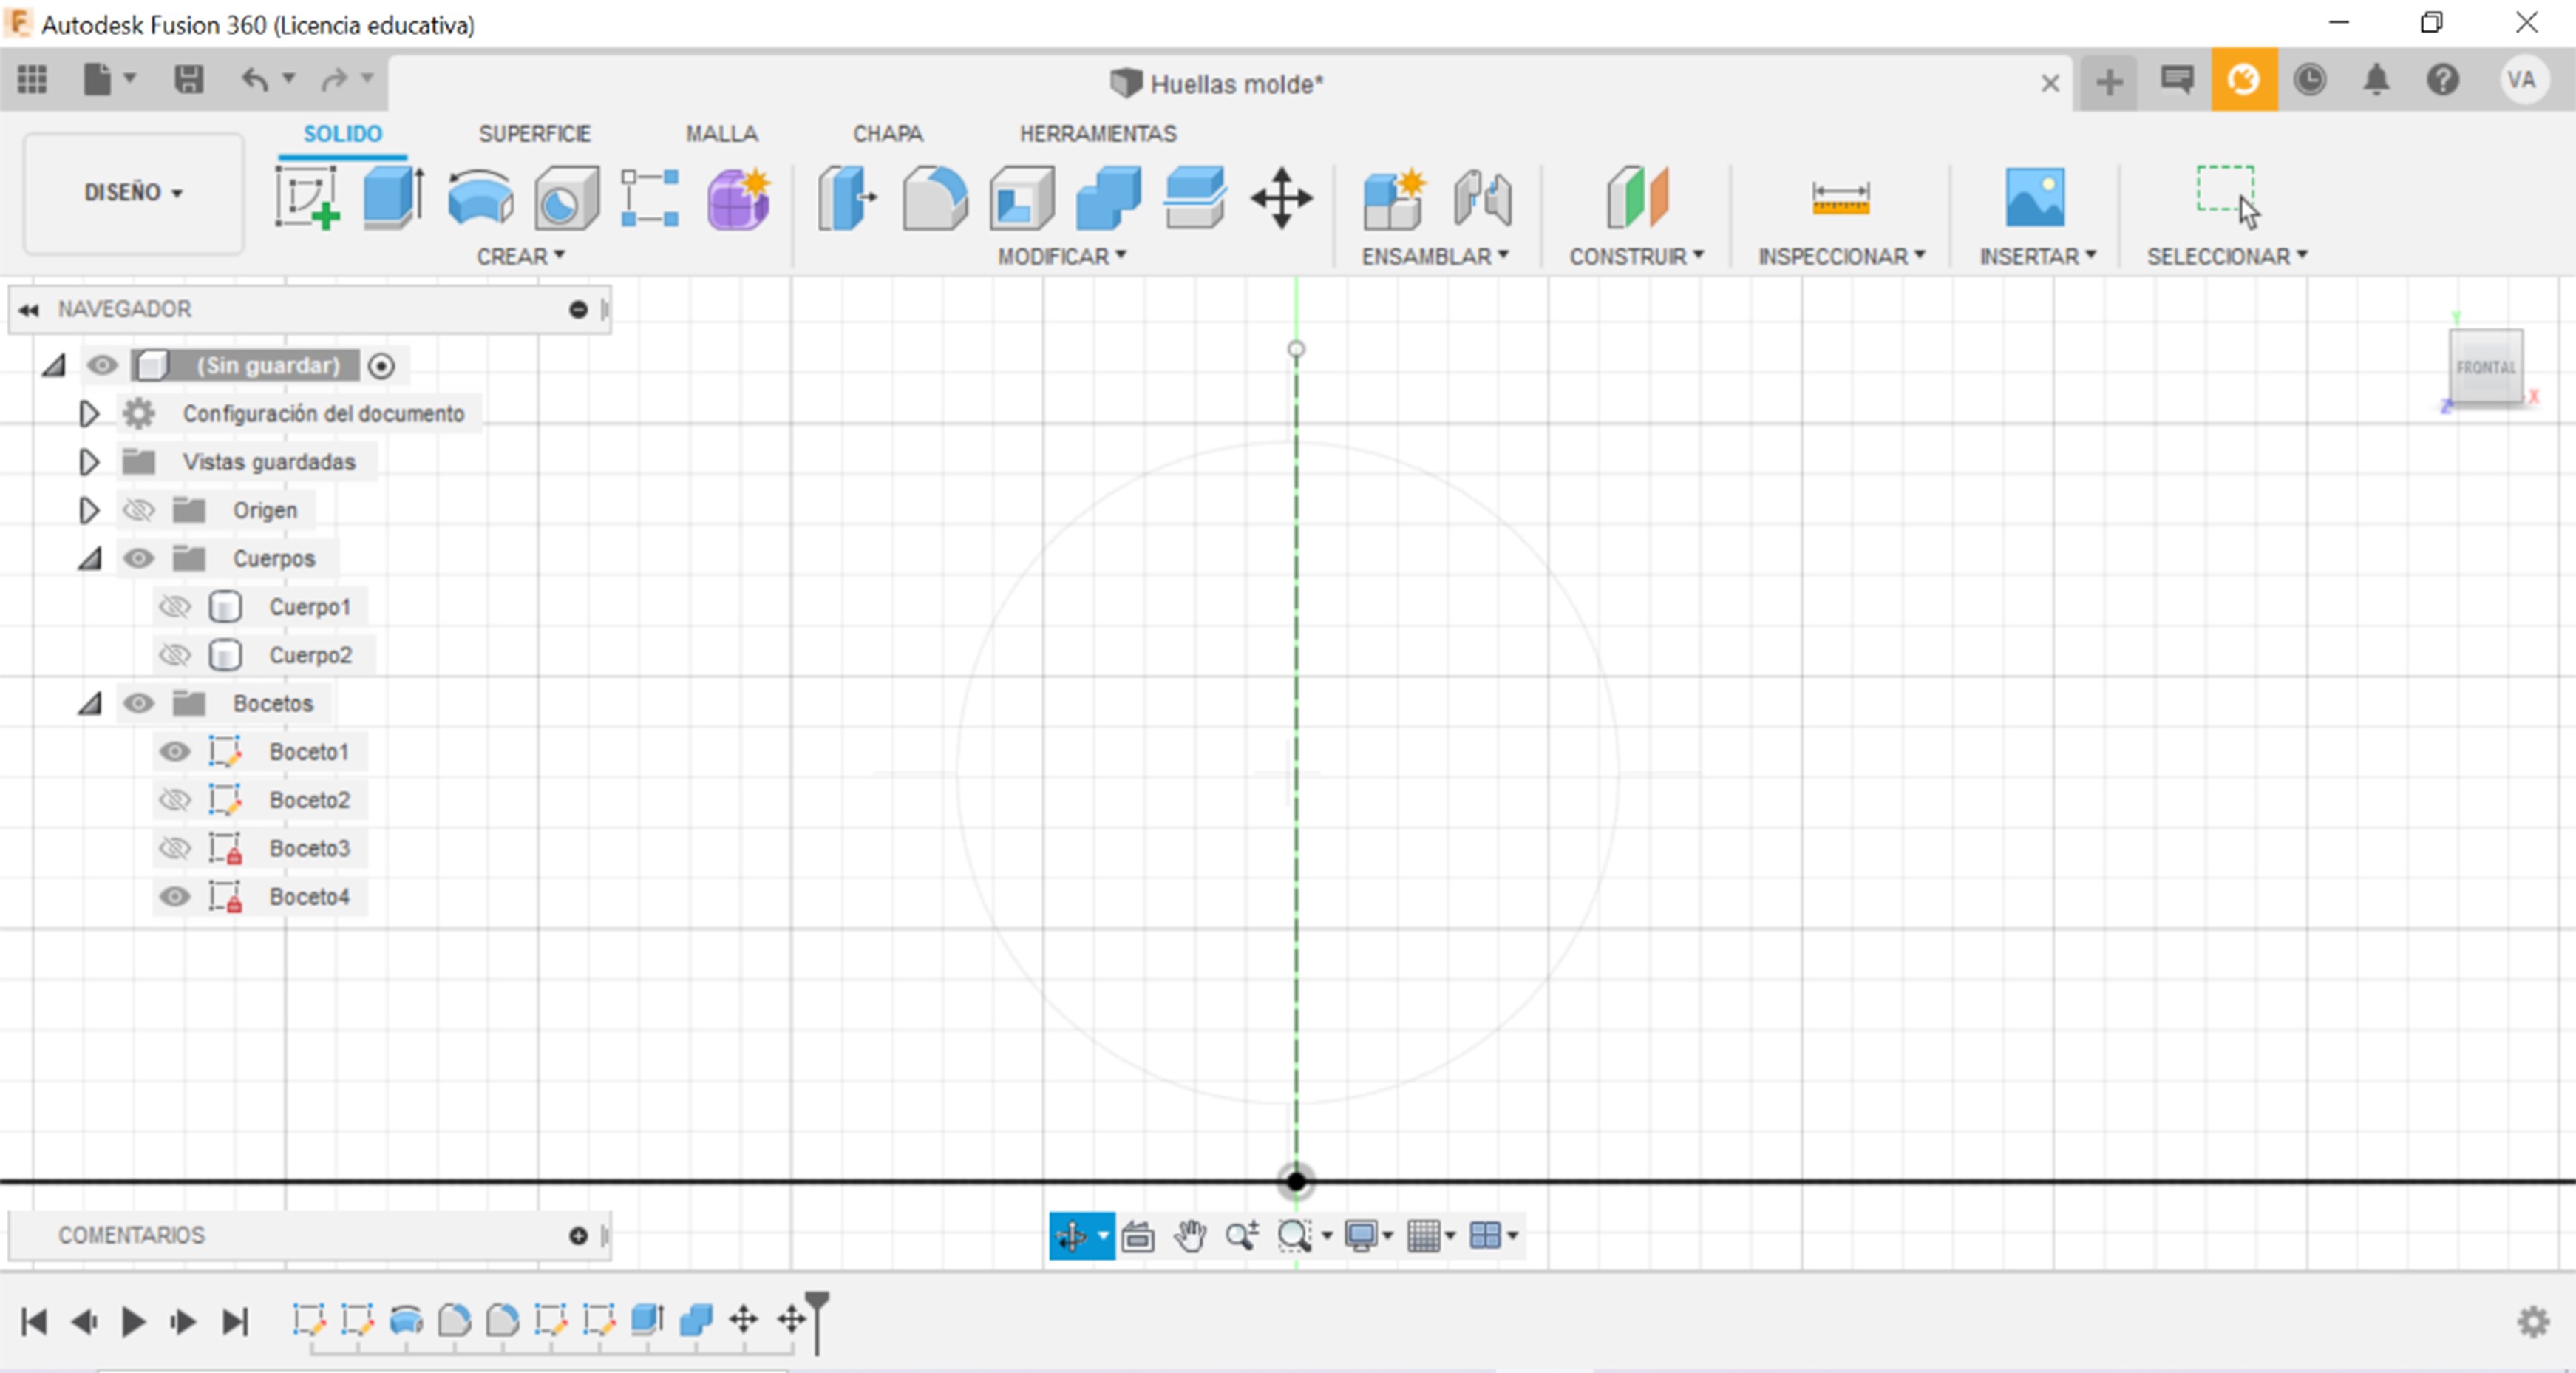 Autodesk Fusion 360 (Licencia educativa)
Huellas molde*
VA
DISEÑO
SOLIDO SUPERFICIE MALLA CHAPA HERRAMIENTAS
CREAR MODIFICAR ENSAMBLAR CONSTRUIR INSPECCIONAR INSERTAR SELECCIONAR
NAVEGADOR
(Sin guardar)
Configuración del documento
Vistas guardadas
Origen
Cuerpos
Cuerpo1
Cuerpo2
Bocetos
Boceto1
Boceto2
Boceto3
Boceto4
Y
FRONTAL
X
Z
COMENTARIOS